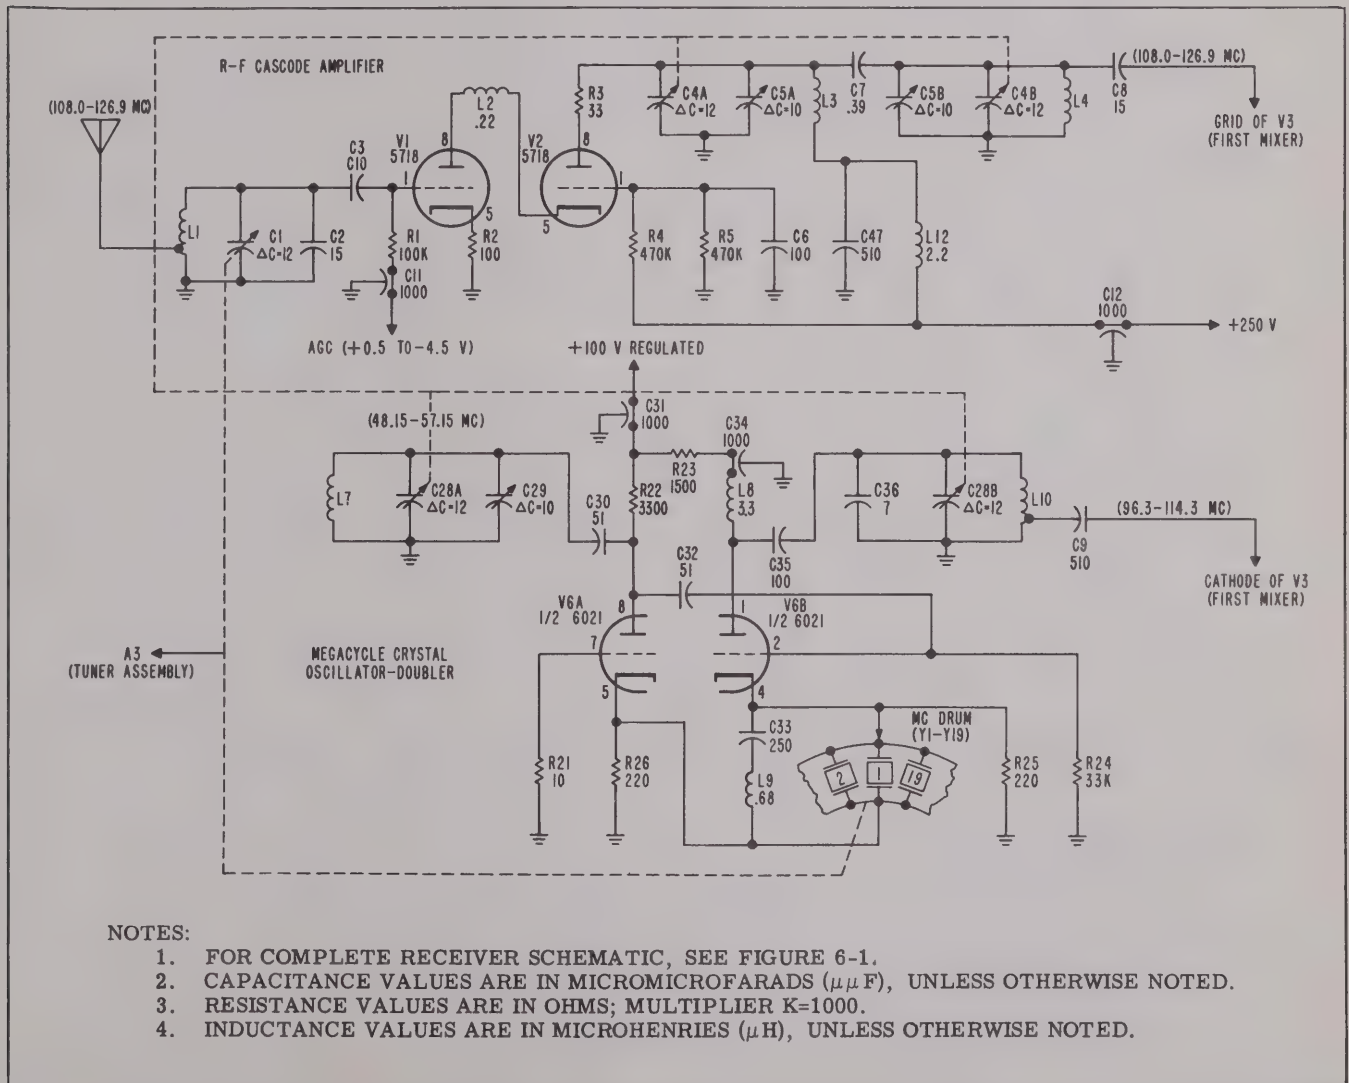 R-F CASCODE AMPLIFIER
(108.0-126.9 MC)
L1
C1
ΔC=12
C2
15
C3
C10
R1
100K
C11
1000
AGC (+0.5 TO-4.5 V)
V1
5718
8
1
5
R2
100
L2
.22
V2
5718
8
1
5
R3
33
C4A
ΔC=12
C5A
ΔC=10
L3
C7
.39
C5B
ΔC=10
C4B
ΔC=12
L4
C8
15
(108.0-126.9 MC)
GRID OF V3
(FIRST MIXER)
R4
470K
R5
470K
C6
100
C47
510
L12
2.2
C12
1000
+250 V
+100 V REGULATED
(48.15-57.15 MC)
L7
C28A
ΔC=12
C29
ΔC=10
C30
51
C31
1000
R22
3300
R23
1500
C34
1000
L8
3.3
C32
51
C35
100
C36
7
C28B
ΔC=12
L10
C9
510
(96.3-114.3 MC)
CATHODE OF V3
(FIRST MIXER)
V6A
1/2 6021
8
7
5
V6B
1/2 6021
1
2
4
A3
(TUNER ASSEMBLY)
MEGACYCLE CRYSTAL
OSCILLATOR-DOUBLER
R21
10
R26
220
C33
250
L9
.68
MC DRUM
(Y1-Y19)
2
1
19
R25
220
R24
33K
NOTES:
1. FOR COMPLETE RECEIVER SCHEMATIC, SEE FIGURE 6-1.
2. CAPACITANCE VALUES ARE IN MICROMICROFARADS (μμF), UNLESS OTHERWISE NOTED.
3. RESISTANCE VALUES ARE IN OHMS; MULTIPLIER K=1000.
4. INDUCTANCE VALUES ARE IN MICROHENRIES (μH), UNLESS OTHERWISE NOTED.